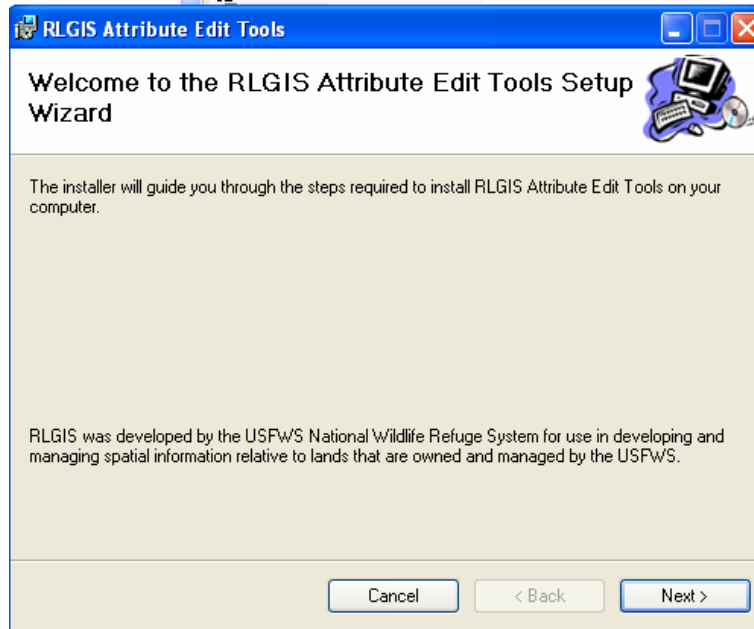 RLGIS Attribute Edit Tools
Welcome to the RLGIS Attribute Edit Tools Setup
Wizard
The installer will guide you through the steps required to install RLGIS Attribute Edit Tools on your
computer.
RLGIS was developed by the USFWS National Wildlife Refuge System for use in developing and
managing spatial information relative to lands that are owned and managed by the USFWS.
Cancel
< Back
Next >